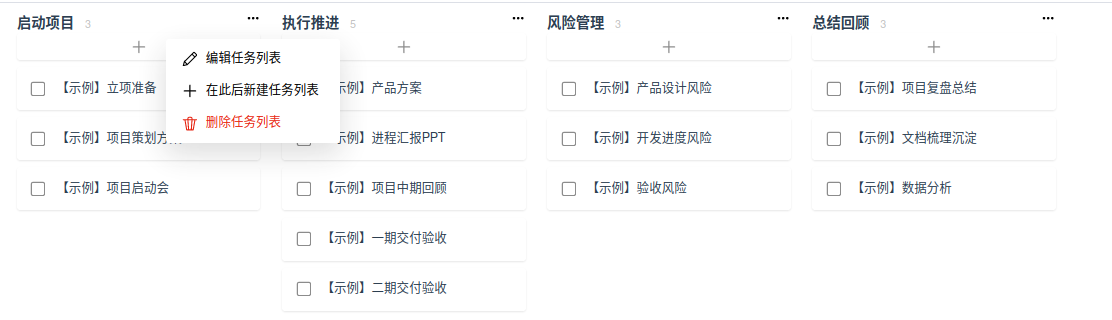 启动项目 3
编辑任务列表
在此后新建任务列表
删除任务列表
【示例】立项准备
【示例】项目策划方
【示例】项目启动会
执行推进 5
示例】产品方案
示例】进程汇报PPT
【示例】项目中期回顾
【示例】一期交付验收
【示例】二期交付验收
风险管理 3
【示例】产品设计风险
【示例】开发进度风险
【示例】验收风险
总结回顾 3
【示例】项目复盘总结
【示例】文档梳理沉淀
【示例】数据分析